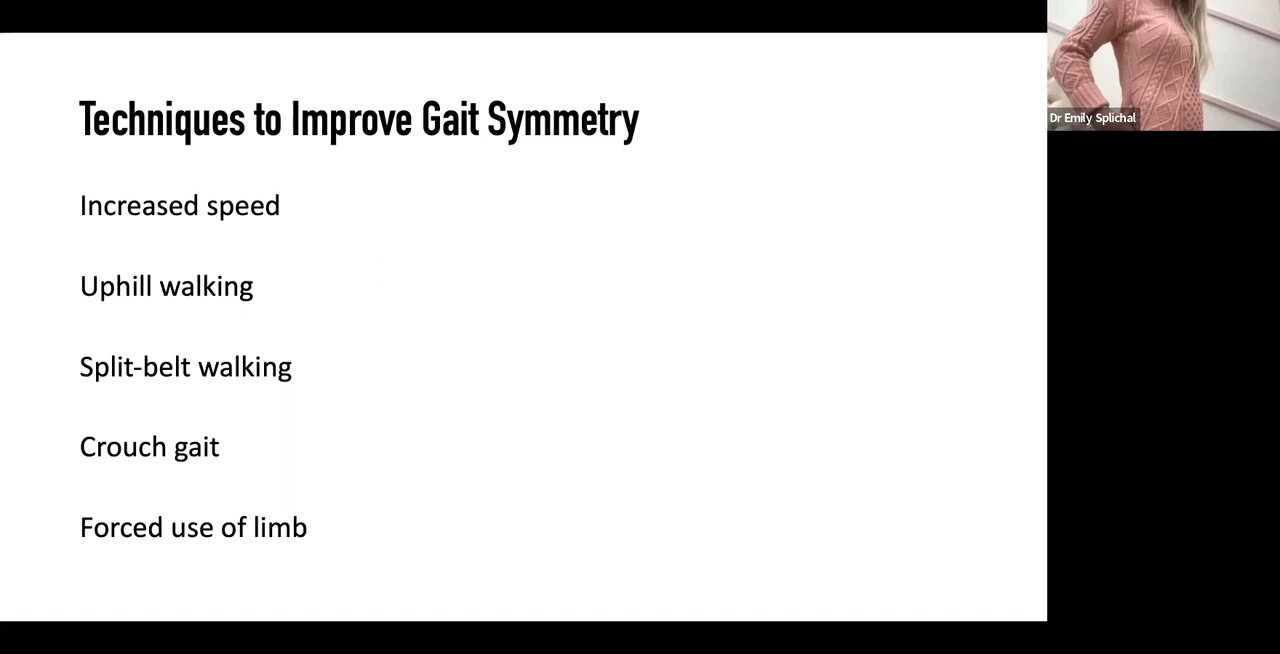 Techniques to Improve Gait Symmetry
Increased speed
Uphill walking
Split-belt walking
Crouch gait
Forced use of limb
Dr Emily Splichal